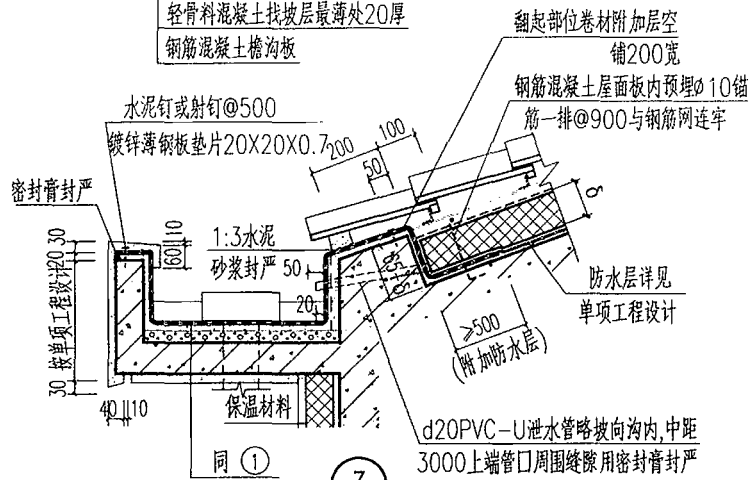 轻骨料混凝土找坡层最薄处20厚
钢筋混凝土檐沟板
翻起部位卷材附加层空
铺200宽
水泥钉或射钉@500
镀锌薄钢板垫片20X20X0.7
钢筋混凝土屋面板内预埋Ø10锚
筋一排@900与钢筋网连牢
200
100
50
密封膏封严
δ
10
60
20 30
1:3水泥
砂浆封严
50
20
防水层详见
单项工程设计
按单项工程设计
≥500
(附加防水层)
30
40
10
保温材料
d20PVC-U泄水管略坡向沟内,中距
3000上端管口周围缝隙用密封膏封严
同 1
7